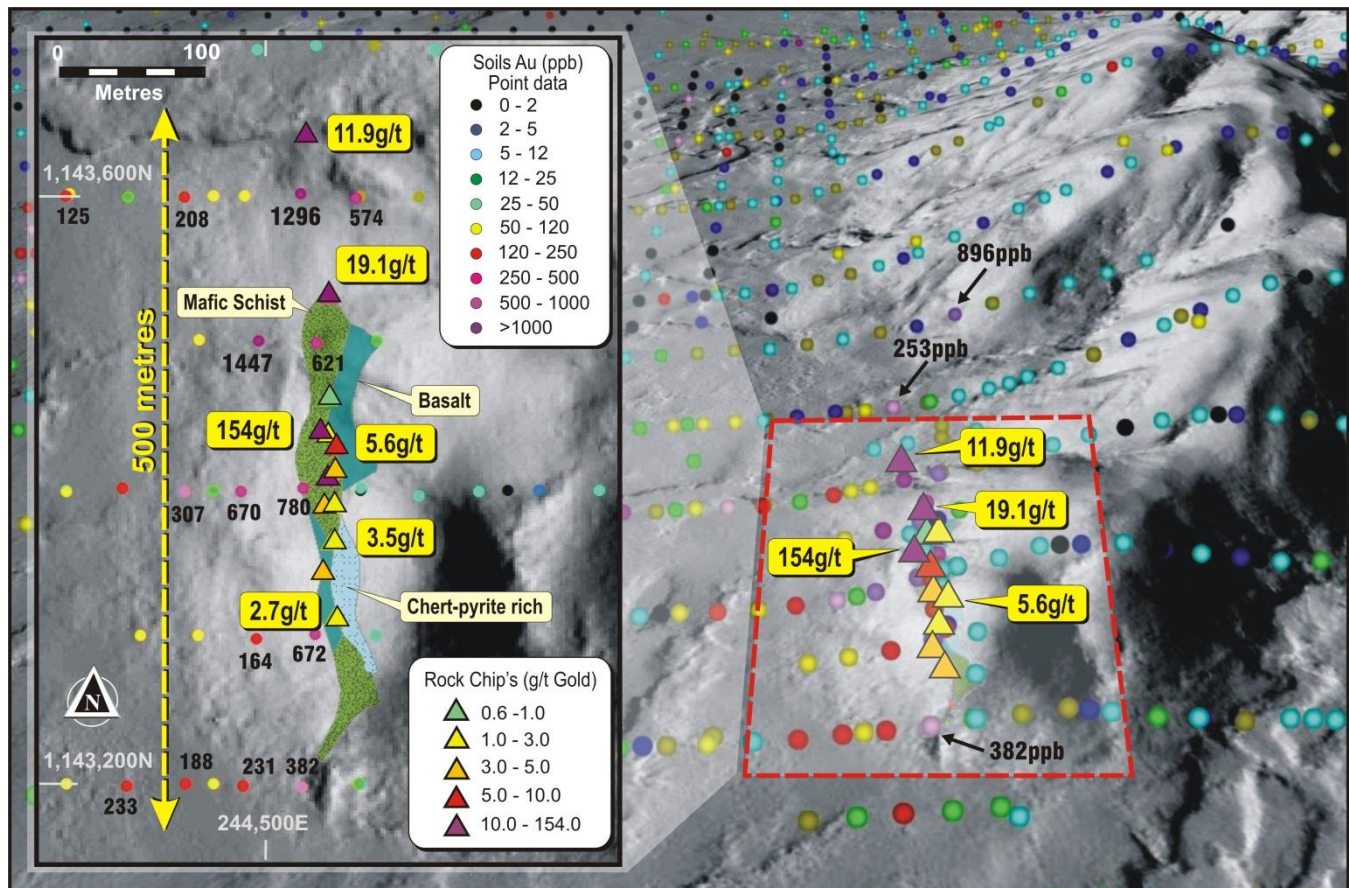 0 100
Metres
Soils Au (ppb)
Point data
0 - 2
2 - 5
5 - 12
12 - 25
25 - 50
50 - 120
120 - 250
250 - 500
500 - 1000
>1000
11.9g/t
1,143,600N
125
208
1296
574
19.1g/t
Mafic Schist
1447
621
Basalt
154g/t
5.6g/t
500 metres
307
670
780
3.5g/t
Chert-pyrite rich
2.7g/t
164
672
N
Rock Chip's (g/t Gold)
0.6 -1.0
1.0 - 3.0
3.0 - 5.0
5.0 - 10.0
10.0 - 154.0
1,143,200N
188
231
382
233
244,500E
896ppb
253ppb
11.9g/t
19.1g/t
154g/t
5.6g/t
382ppb